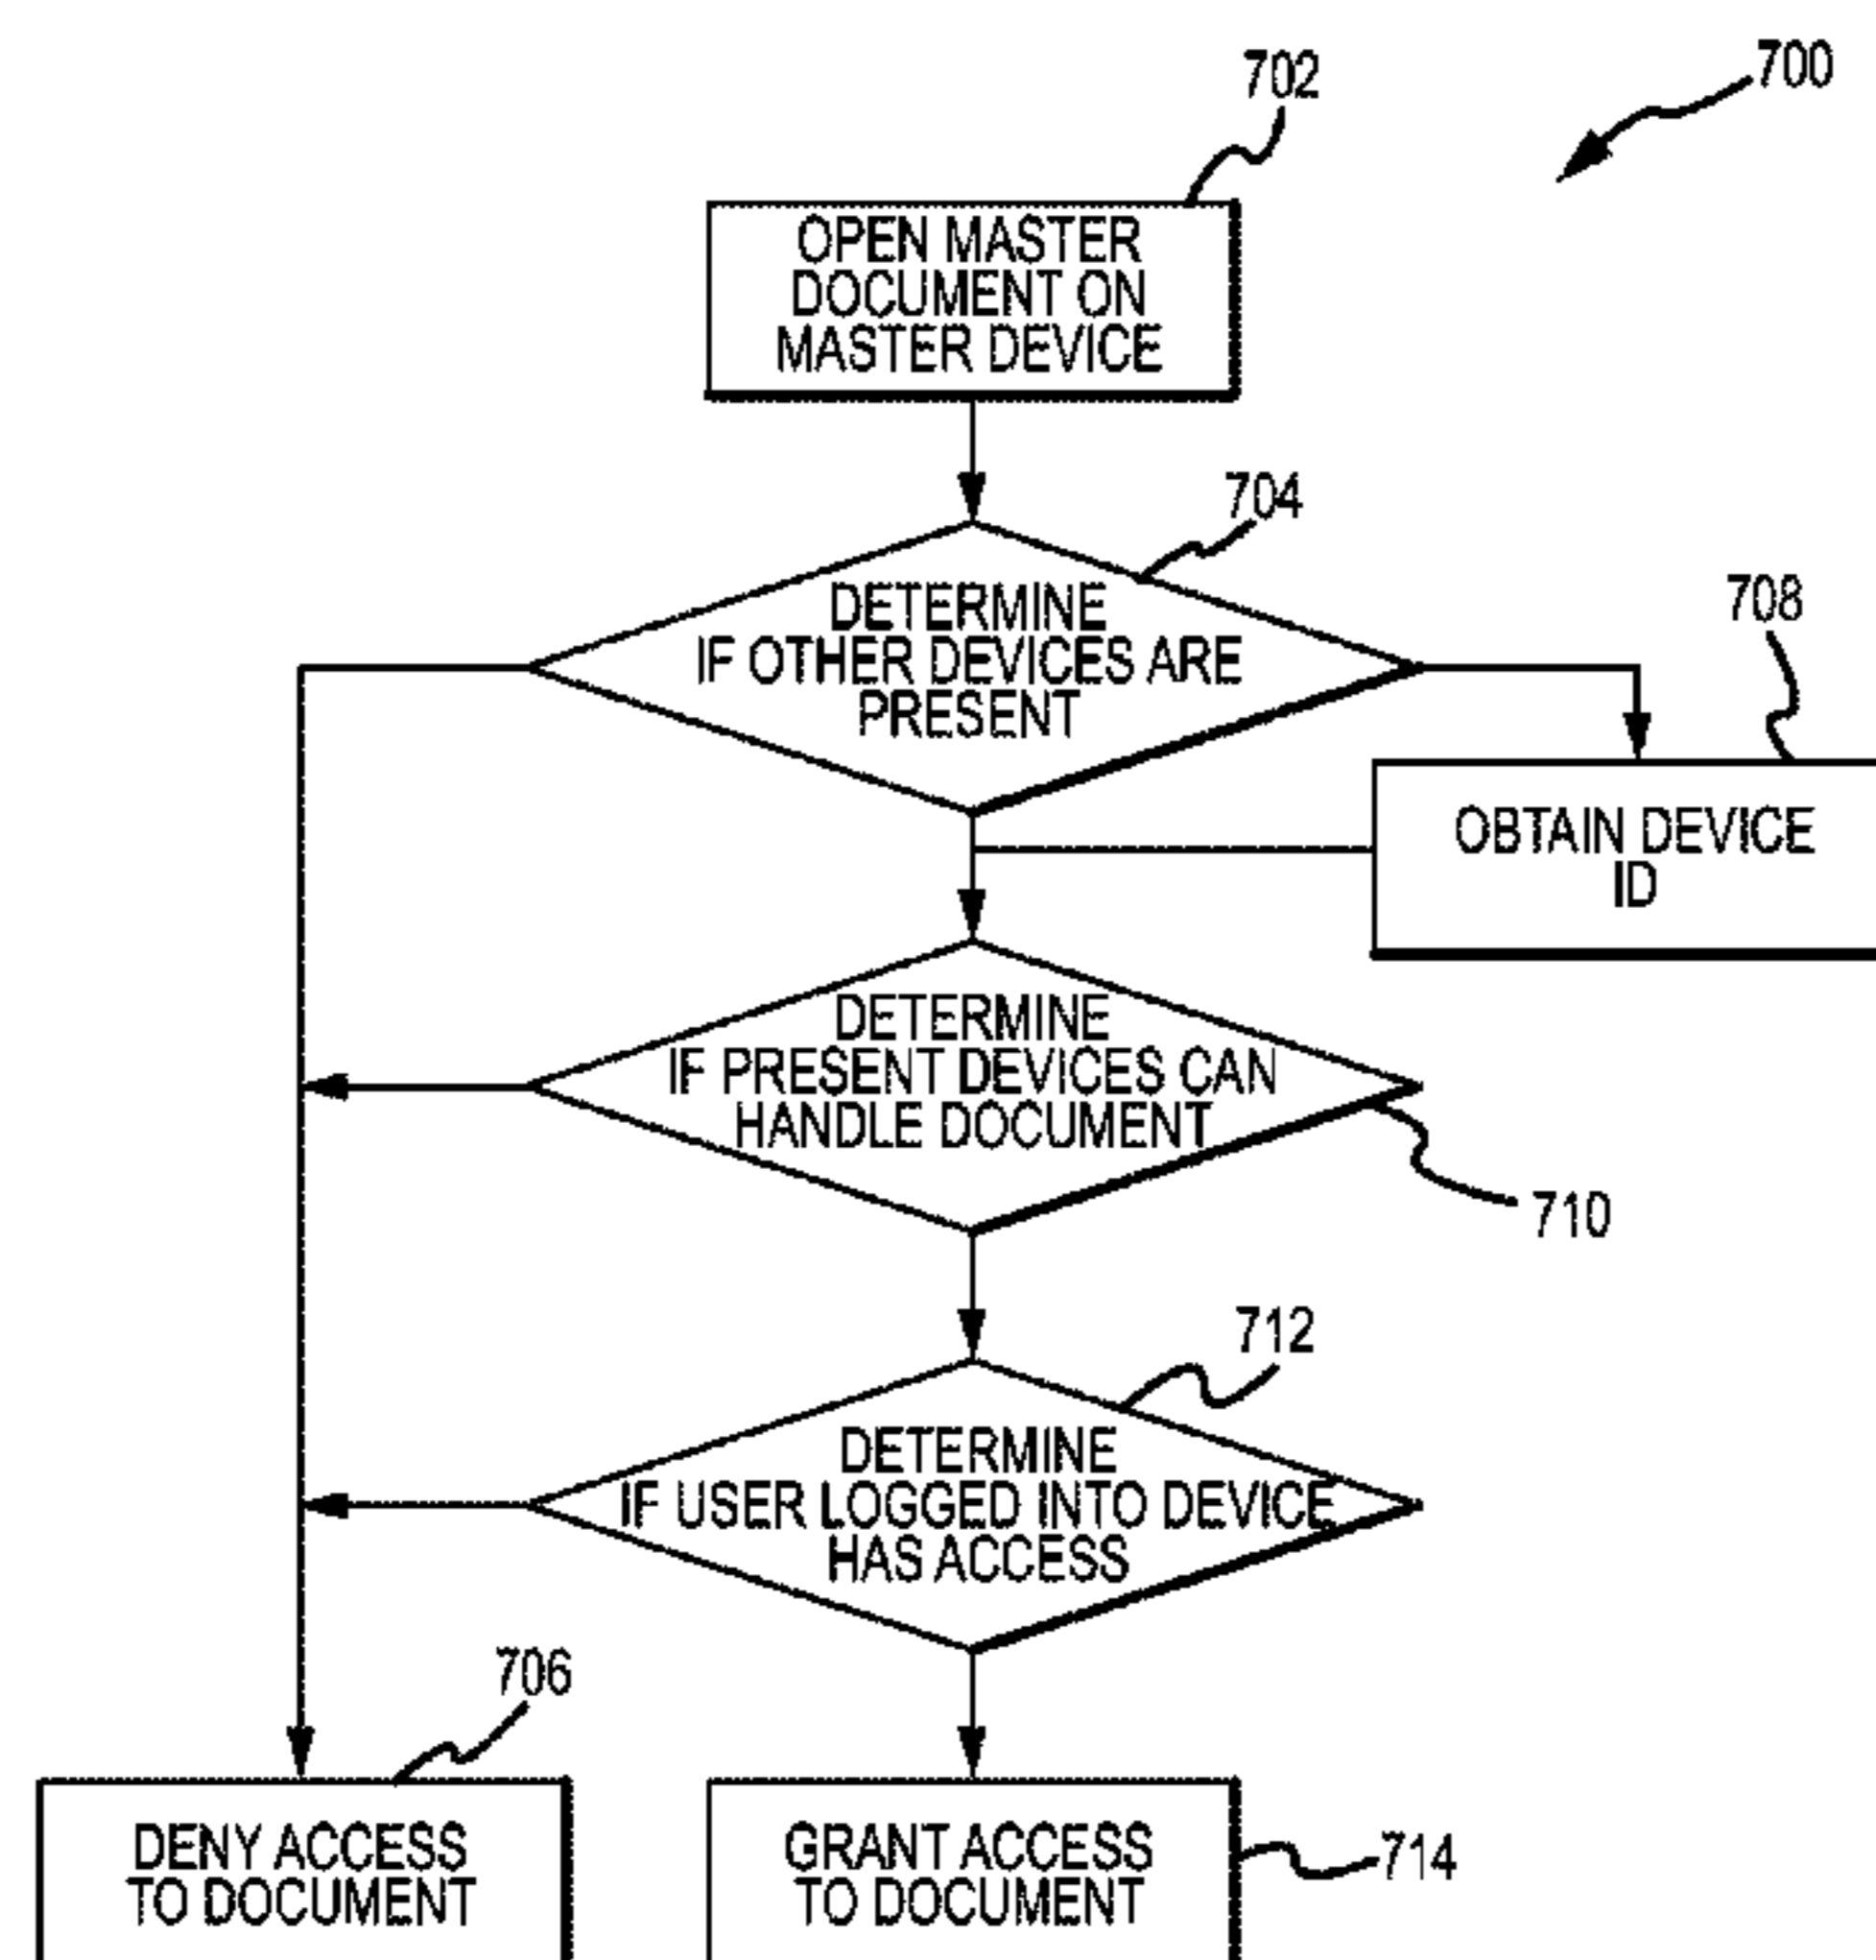 702
700
OPEN MASTER
DOCUMENT ON
MASTER DEVICE
704
DETERMINE
IF OTHER DEVICES ARE
PRESENT
708
OBTAIN DEVICE
ID
DETERMINE
IF PRESENT DEVICES CAN
HANDLE DOCUMENT
710
712
DETERMINE
IF USER LOGGED INTO DEVICE
HAS ACCESS
706
DENY ACCESS
TO DOCUMENT
GRANT ACCESS
TO DOCUMENT
714